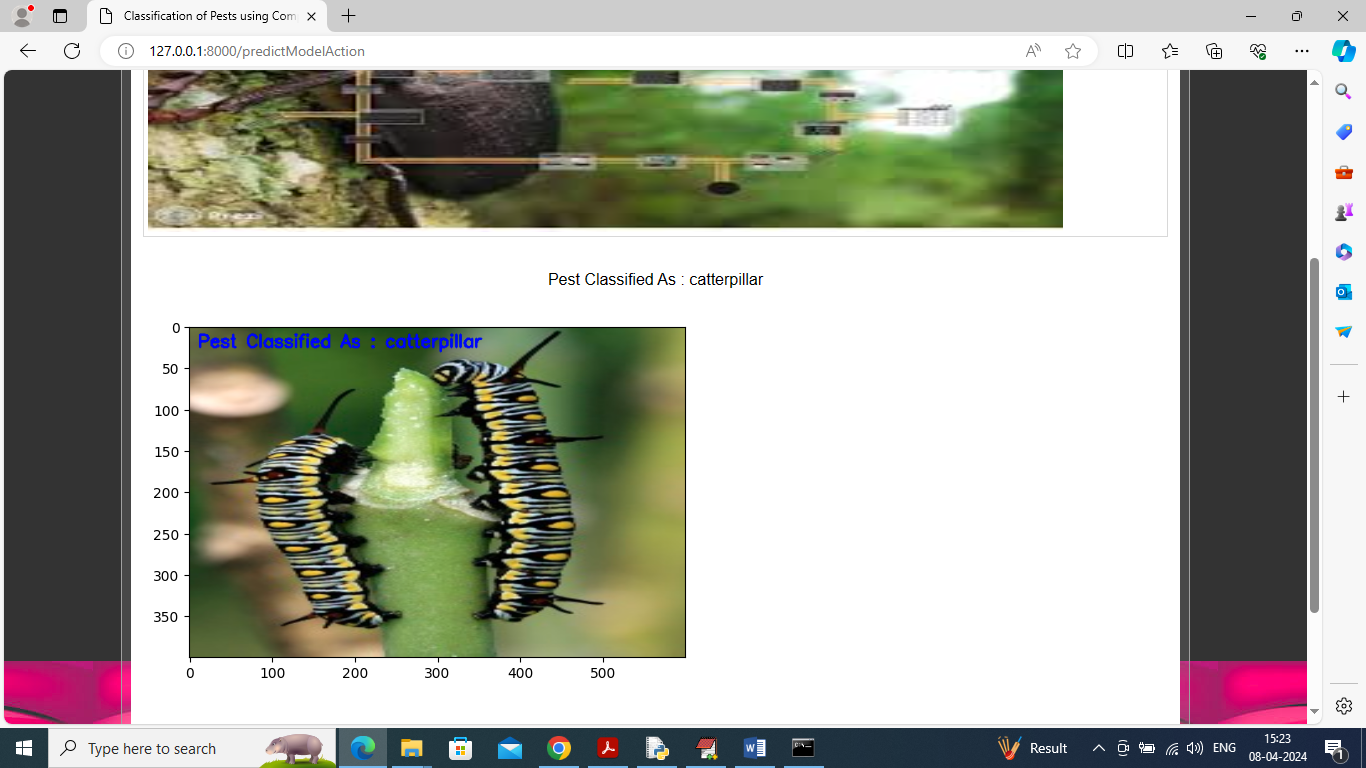 Classification of Pests using Com
127.0.0.1:8000/predictModelAction
Pest Classified As : catterpillar
Pest Classified As : catterpillar
0
50
100
150
200
250
300
350
0
100
200
300
400
500
Type here to search
Result
ENG
15:23
08-04-2024
1